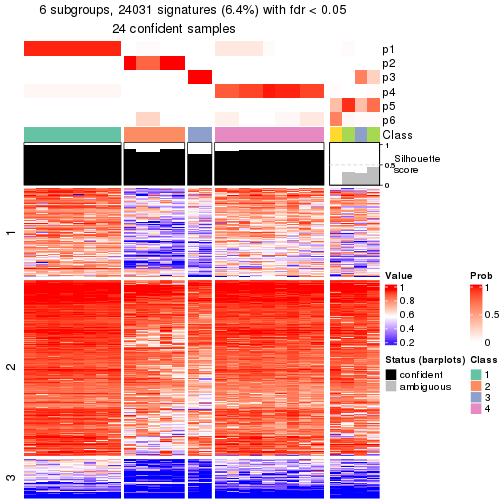 6 subgroups, 24031 signatures (6.4%) with fdr < 0.05
24 confident samples
p1
p2
p3
p4
p5
p6
Class
1
0.5
0
Silhouette
score
1
2
3
Value
1
0.8
0.6
0.4
0.2
Prob
1
0.5
0
Status (barplots)
confident
ambiguous
Class
1
2
3
4